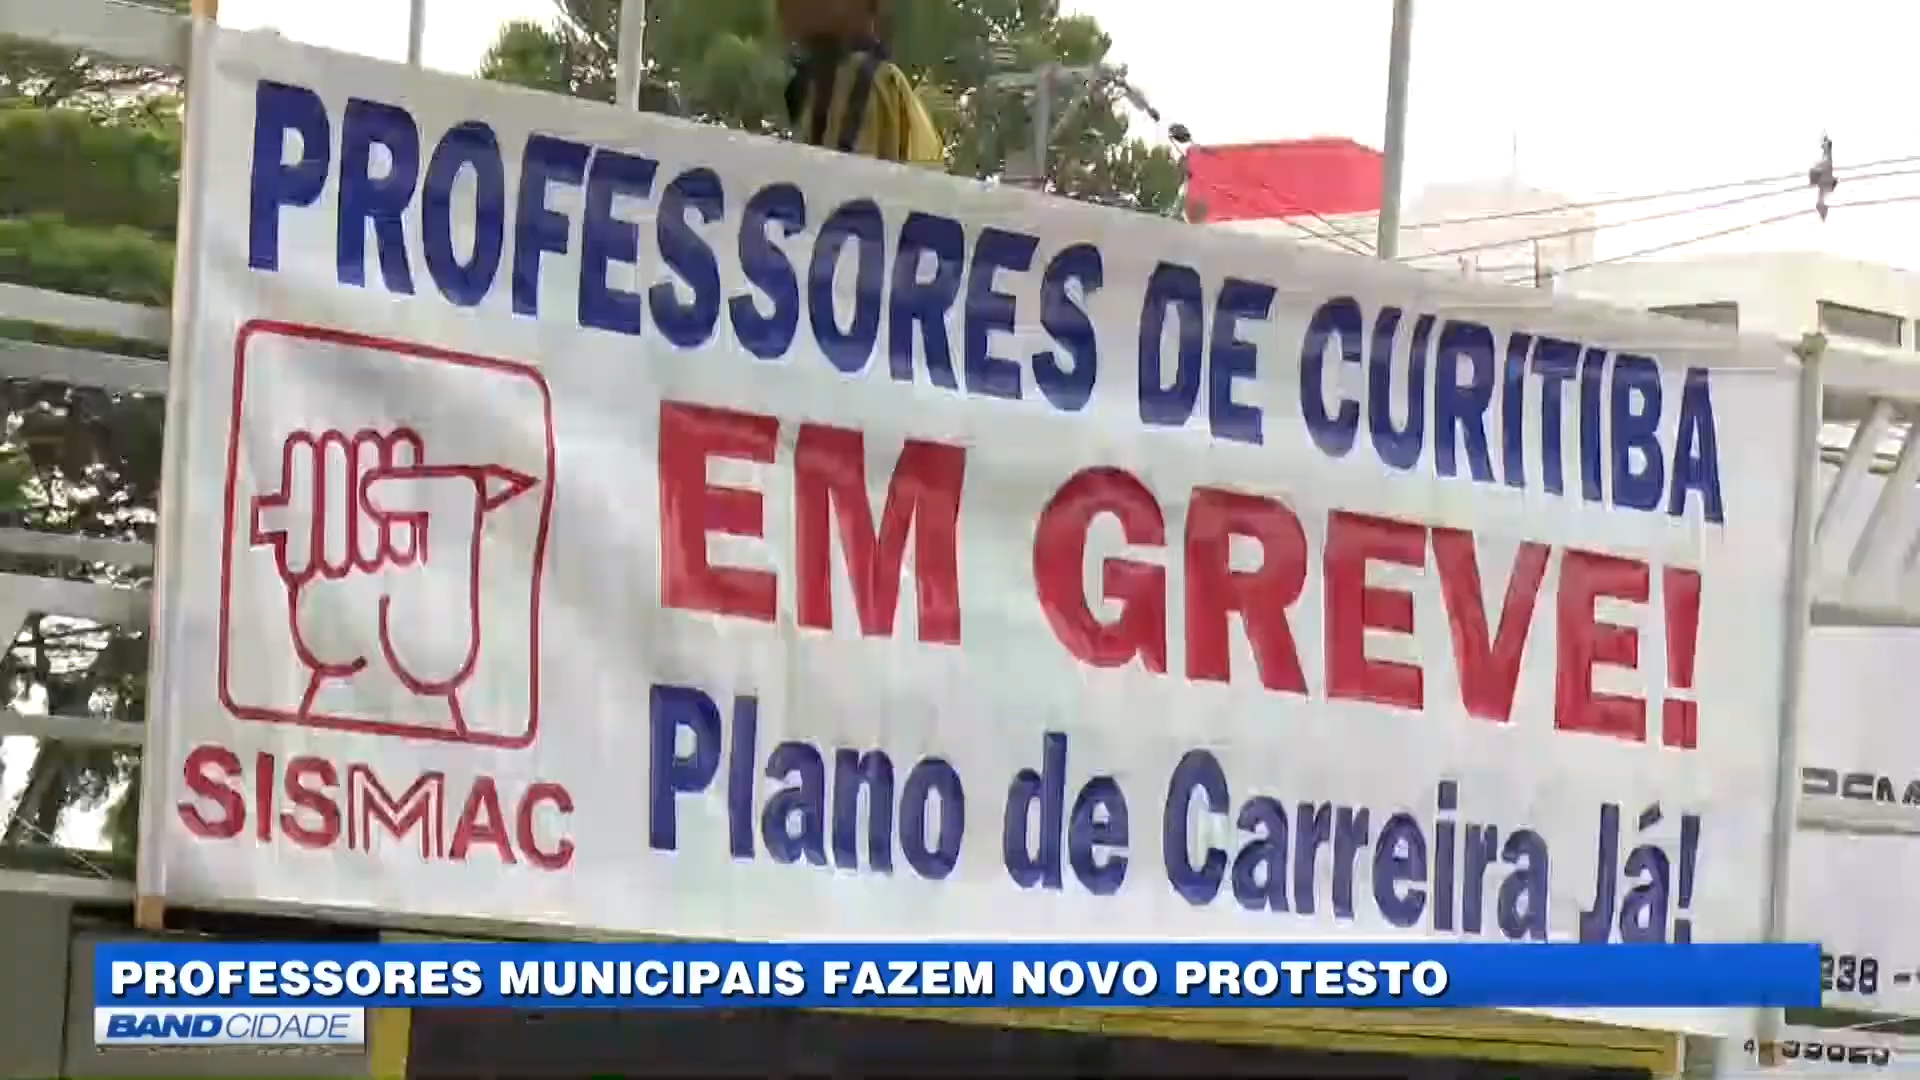 PROFESSORES DE CURITIBA
EM GREVE!
SISMAC
Plano de Carreira Já!
PROFESSORES MUNICIPAIS FAZEM NOVO PROTESTO
BAND CIDADE